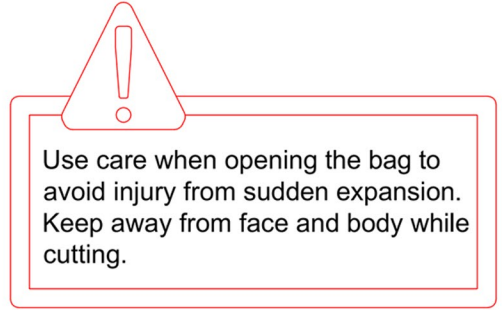 Use care when opening the bag to
avoid injury from sudden expansion.
Keep away from face and body while
cutting.